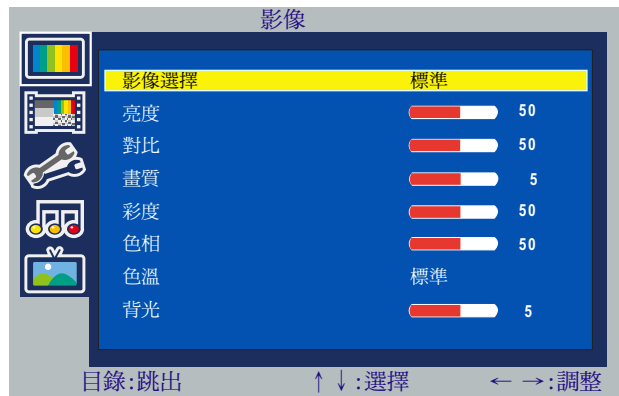 影像
影像選擇 標準
亮度 50
對比 50
畫質 5
彩度 50
色相 50
色溫 標準
背光 5
目錄:跳出 ↑↓:選擇 ←→:調整